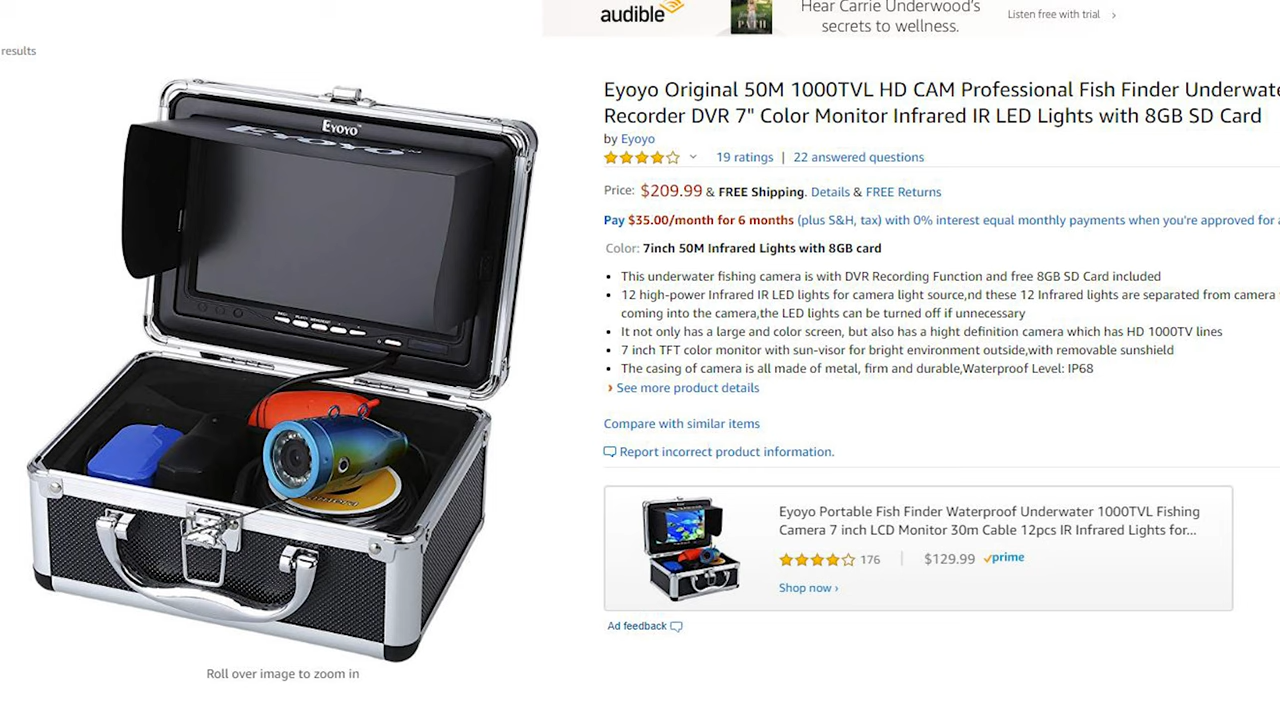 audible
PATH
Hear Carrie Underwood's
secrets to wellness.
Listen free with trial ›
results
Eyoyo Original 50M 1000TVL HD CAM Professional Fish Finder Underwate
Recorder DVR 7" Color Monitor Infrared IR LED Lights with 8GB SD Card
by Eyoyo
19 ratings | 22 answered questions
Price: $209.99 & FREE Shipping. Details & FREE Returns
Pay $35.00/month for 6 months (plus S&H, tax) with 0% interest equal monthly payments when you're approved for a
Color: 7inch 50M Infrared Lights with 8GB card
• This underwater fishing camera is with DVR Recording Function and free 8GB SD Card included
• 12 high-power Infrared IR LED lights for camera light source,nd these 12 Infrared lights are separated from camera
coming into the camera,the LED lights can be turned off if unnecessary
• It not only has a large and color screen, but also has a hight definition camera which has HD 1000TV lines
• 7 inch TFT color monitor with sun-visor for bright environment outside,with removable sunshield
• The casing of camera is all made of metal, firm and durable,Waterproof Level: IP68
› See more product details
Compare with similar items
Report incorrect product information.
Eyoyo Portable Fish Finder Waterproof Underwater 1000TVL Fishing
Camera 7 inch LCD Monitor 30m Cable 12pcs IR Infrared Lights for...
176 | $129.99 prime
Shop now ›
Ad feedback
EYOYO™
EYOYO™
Roll over image to zoom in